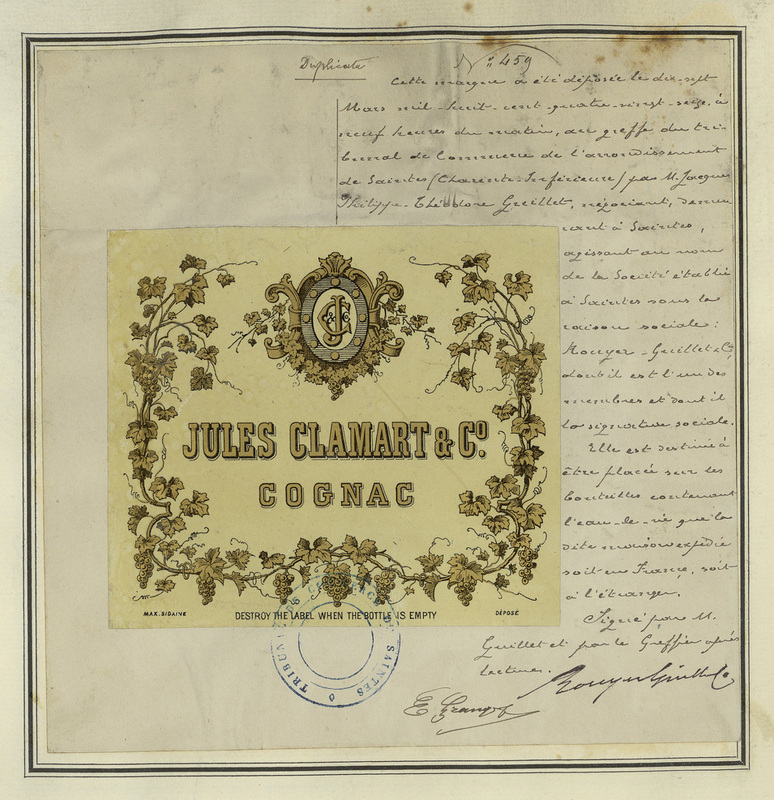 Duplicata
N° 459
Cette marque a été déposée le dix-sept
Mars mil-huit-cent-quatre-vingt-seize, à
neuf heures du matin, au greffe du tri-
bunal de Commerce de l'arrondissement
de Saintes (Charente-Inférieure) par M. Jacques
Philippe-Théodore Guillet, négociant, demeu
rant à Saintes,
agissant au nom
de la Société établie
à Saintes sous la
raison sociale:
Rouyer-Guillet & Cie,
dont il est l'un des
membres et dont il
la signature sociale.
Elle est destinée à
être placée sur les
bouteilles contenant
l'eau-de-vie que la
dite maison expédie
soit en France, soit
à l'étranger.
Signé par M.
Guillet et par le Greffier après
lecture.
Rouyer Guillet & Co
JC & Co
JULES CLAMART & Co.
COGNAC
MAX. SIDAINE
DESTROY THE LABEL WHEN THE BOTTLE IS EMPTY
DÉPOSÉ
TRIBUNAL DE COMMERCE DE SAINTES